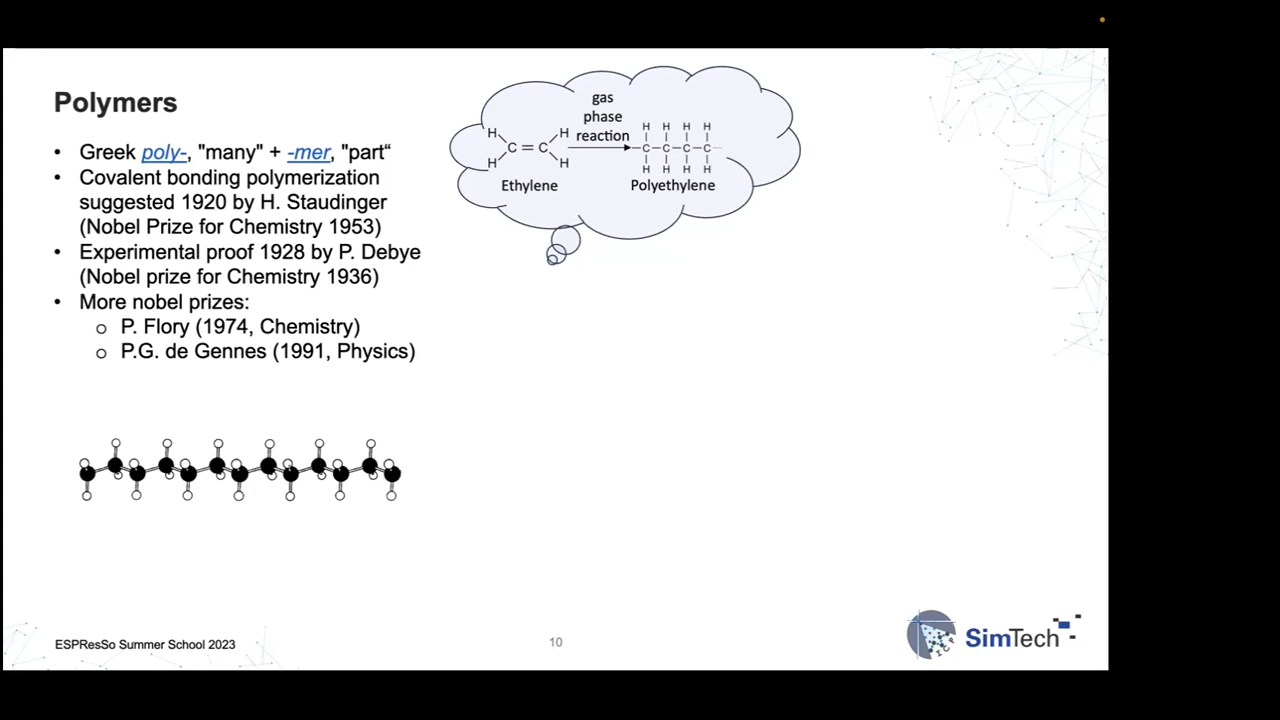 Polymers
• Greek poly-, "many" + -mer, "part“
• Covalent bonding polymerization
suggested 1920 by H. Staudinger
(Nobel Prize for Chemistry 1953)
• Experimental proof 1928 by P. Debye
(Nobel prize for Chemistry 1936)
• More nobel prizes:
o P. Flory (1974, Chemistry)
o P.G. de Gennes (1991, Physics)
gas
phase
reaction
H H H H H H
C = C C C C C
H H H H H H
Ethylene
Polyethylene
ESPResSo Summer School 2023
10
ICP
SimTech